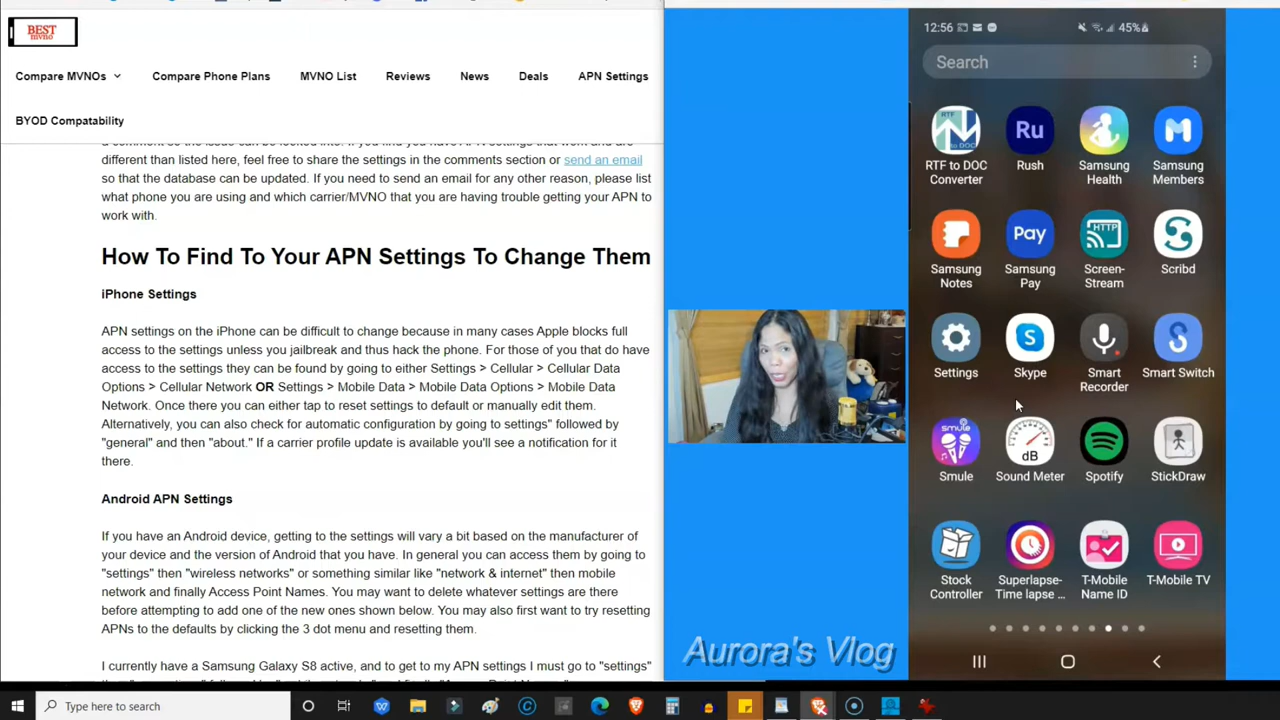 BEST
mvno
Compare MVNOs
Compare Phone Plans
MVNO List
Reviews
News
Deals
APN Settings
BYOD Compatability
different than listed here, feel free to share the settings in the comments section or send an email
so that the database can be updated. If you need to send an email for any other reason, please list
what phone you are using and which carrier/MVNO that you are having trouble getting your APN to
work with.
How To Find To Your APN Settings To Change Them
iPhone Settings
APN settings on the iPhone can be difficult to change because in many cases Apple blocks full
access to the settings unless you jailbreak and thus hack the phone. For those of you that do have
access to the settings they can be found by going to either Settings > Cellular > Cellular Data
Options > Cellular Network OR Settings > Mobile Data > Mobile Data Options > Mobile Data
Network. Once there you can either tap to reset settings to default or manually edit them.
Alternatively, you can also check for automatic configuration by going to settings" followed by
"general" and then "about." If a carrier profile update is available you'll see a notification for it
there.
Android APN Settings
If you have an Android device, getting to the settings will vary a bit based on the manufacturer of
your device and the version of Android that you have. In general you can access them by going to
"settings" then "wireless networks" or something similar like "network & internet" then mobile
network and finally Access Point Names. You may want to delete whatever settings are there
before attempting to add one of the new ones shown below. You may also first want to try resetting
APNs to the defaults by clicking the 3 dot menu and resetting them.
I currently have a Samsung Galaxy S8 active, and to get to my APN settings I must go to "settings"
12:56
45%
Search
RTF
to DOC
Ru
RTF to DOC
Converter
Rush
Samsung
Health
Samsung
Members
Pay
HTTP
Samsung
Notes
Samsung
Pay
Screen-
Stream
Scribd
Settings
Skype
Smart
Recorder
Smart Switch
smule
dB
Smule
Sound Meter
Spotify
StickDraw
Stock
Controller
Superlapse-
Time lapse ...
T-Mobile
Name ID
T-Mobile TV
Aurora's Vlog
Type here to search